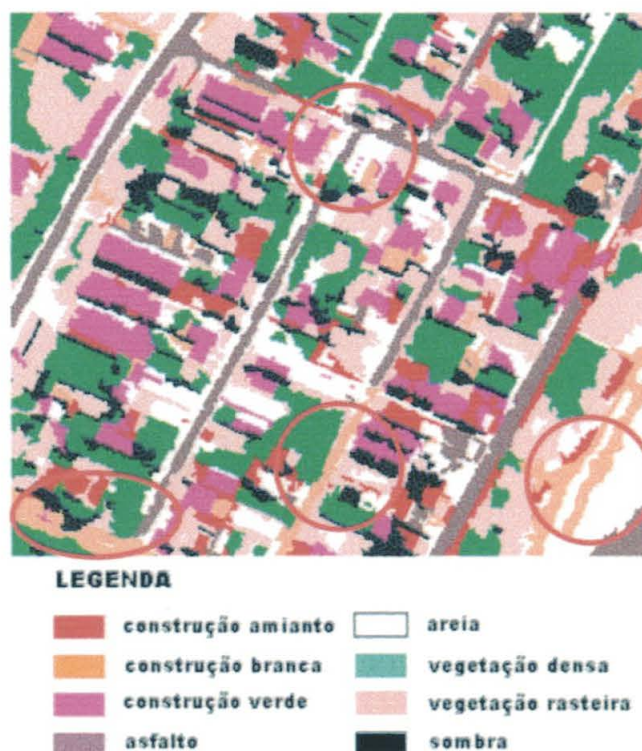 LEGENDA
construção amianto
construção branca
construção verde
asfalto
areia
vegetação densa
vegetação rasteira
sombra